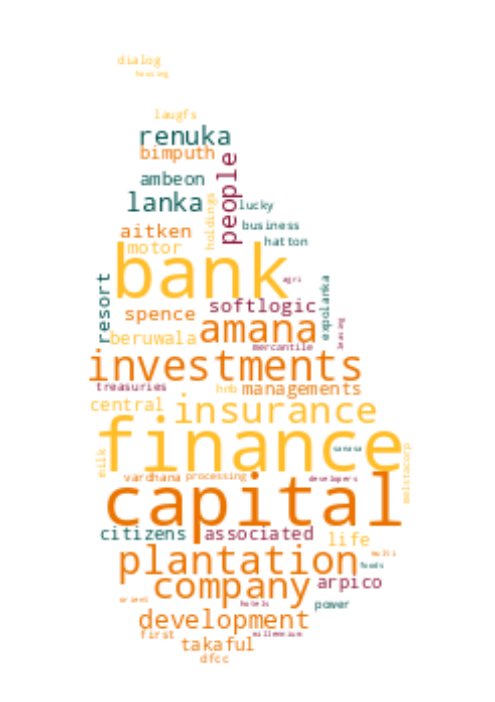 dialog
housing
laugfs
renuka
bimputh
people
ambeon
lanka
holdings
lucky
aitken
business
motor
hatton
bank
agri
resort
softlogic
expolanka
spence
amana
leasing
beruwala
mercantile
investments
treasuries
hnb
managements
central
insurance
finance
sanasa
milk
melstacorp
vardhana
processing
developers
capital
citizens
associated
life
plantation
multi
foods
company
arpico
orient
hotels
power
development
first
millennium
takaful
dfcc